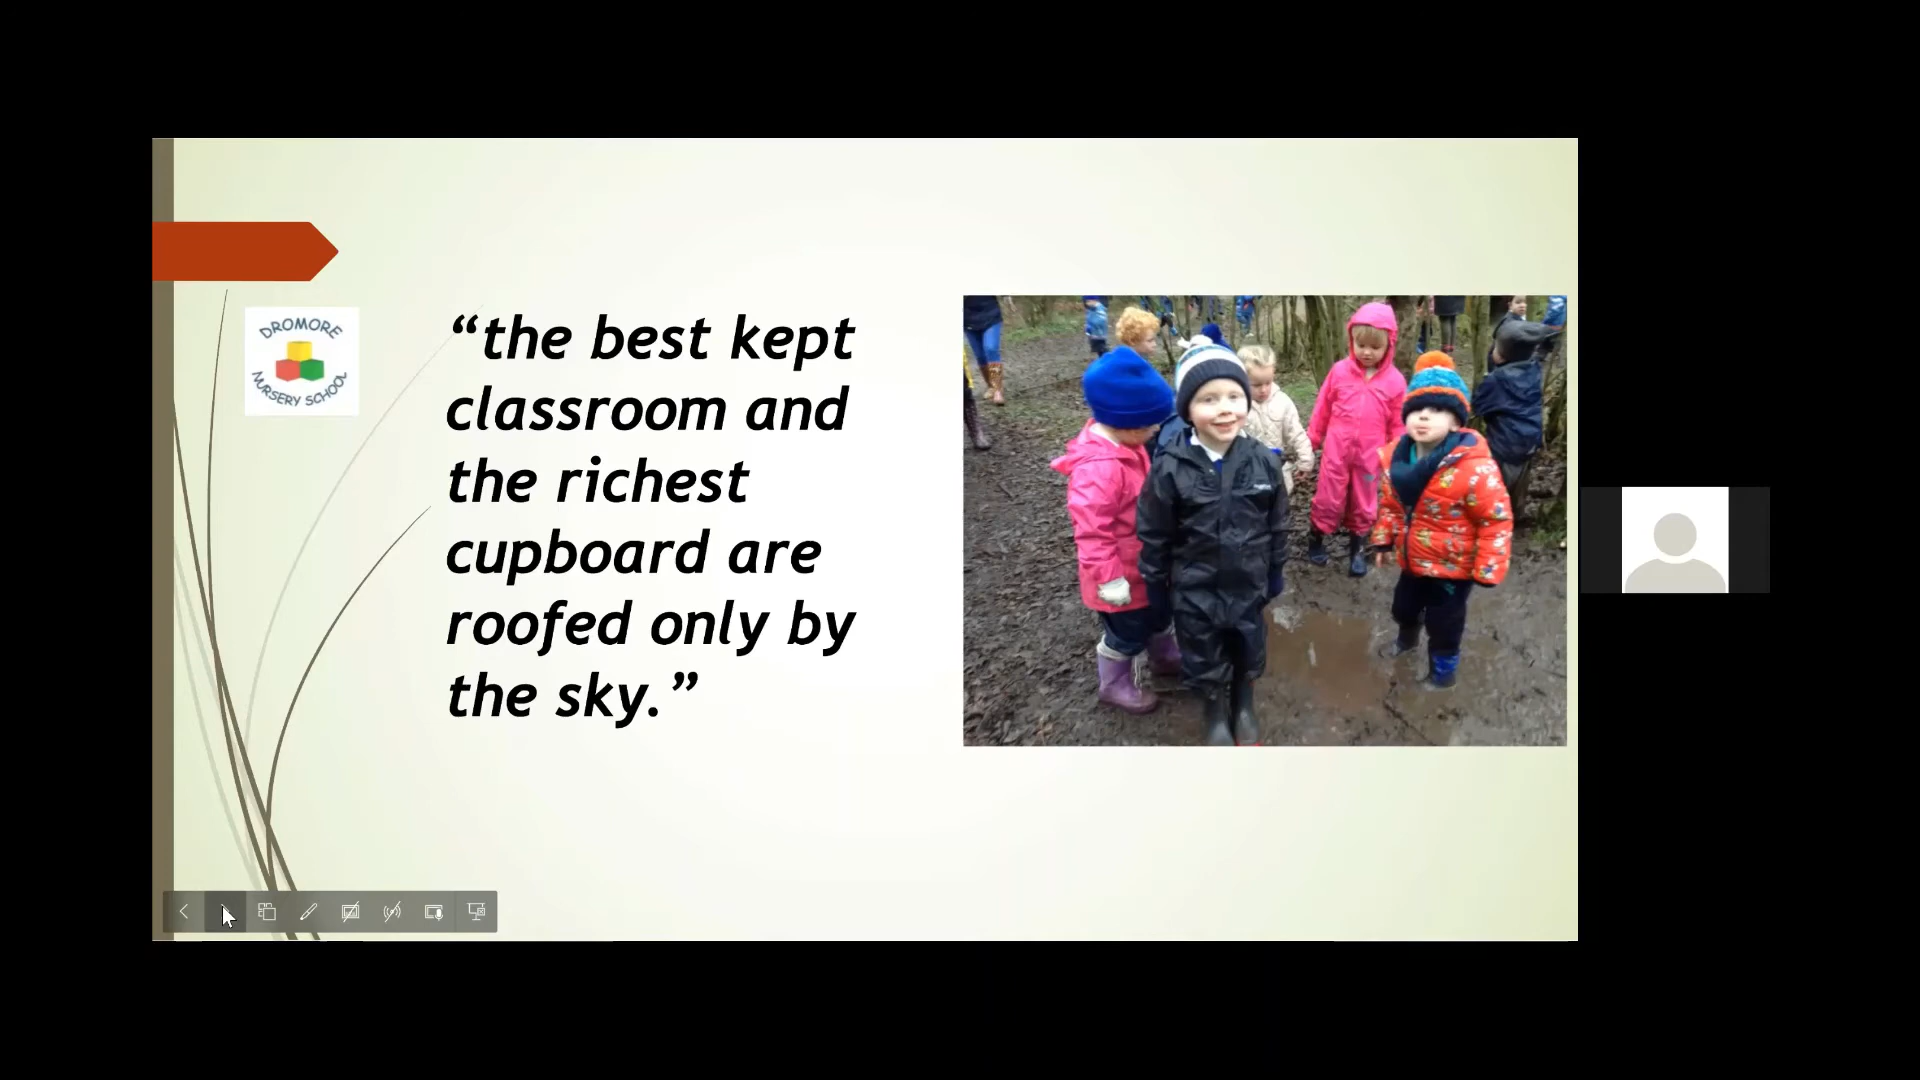 DROMORE
NURSERY SCHOOL
“the best kept
classroom and
the richest
cupboard are
roofed only by
the sky.”